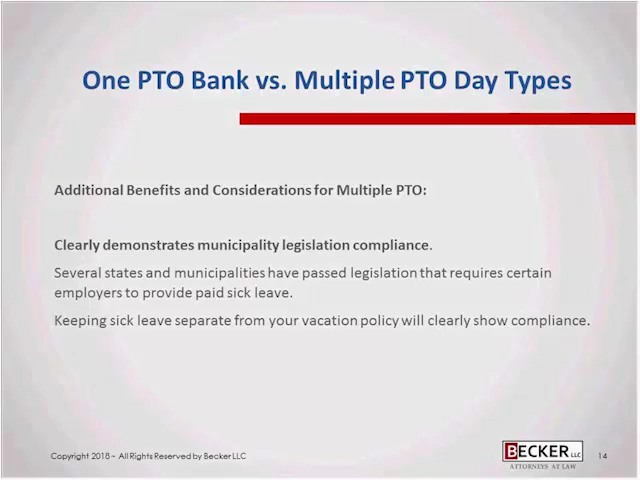 One PTO Bank vs. Multiple PTO Day Types
Additional Benefits and Considerations for Multiple PTO:
Clearly demonstrates municipality legislation compliance.
Several states and municipalities have passed legislation that requires certain
employers to provide paid sick leave.
Keeping sick leave separate from your vacation policy will clearly show compliance.
Copyright 2018 - All Rights Reserved by Becker LLC
BECKER LLC
ATTORNEYS AT LAW
14